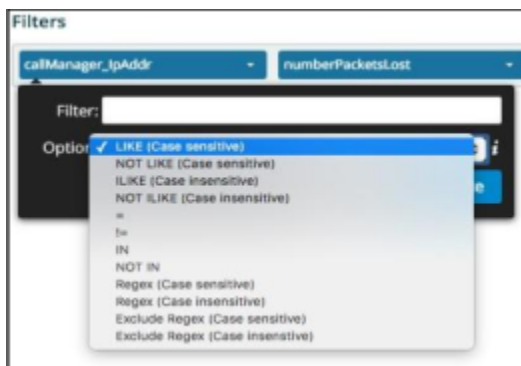 Filters
callManager_IpAddr numberPacketsLost
Filter:
Option
✓ LIKE (Case sensitive)
NOT LIKE (Case sensitive)
ILIKE (Case insensitive)
NOT ILIKE (Case insensitive)
=
!=
IN
NOT IN
Regex (Case sensitive)
Regex (Case insensitive)
Exclude Regex (Case sensitive)
Exclude Regex (Case insenstive)